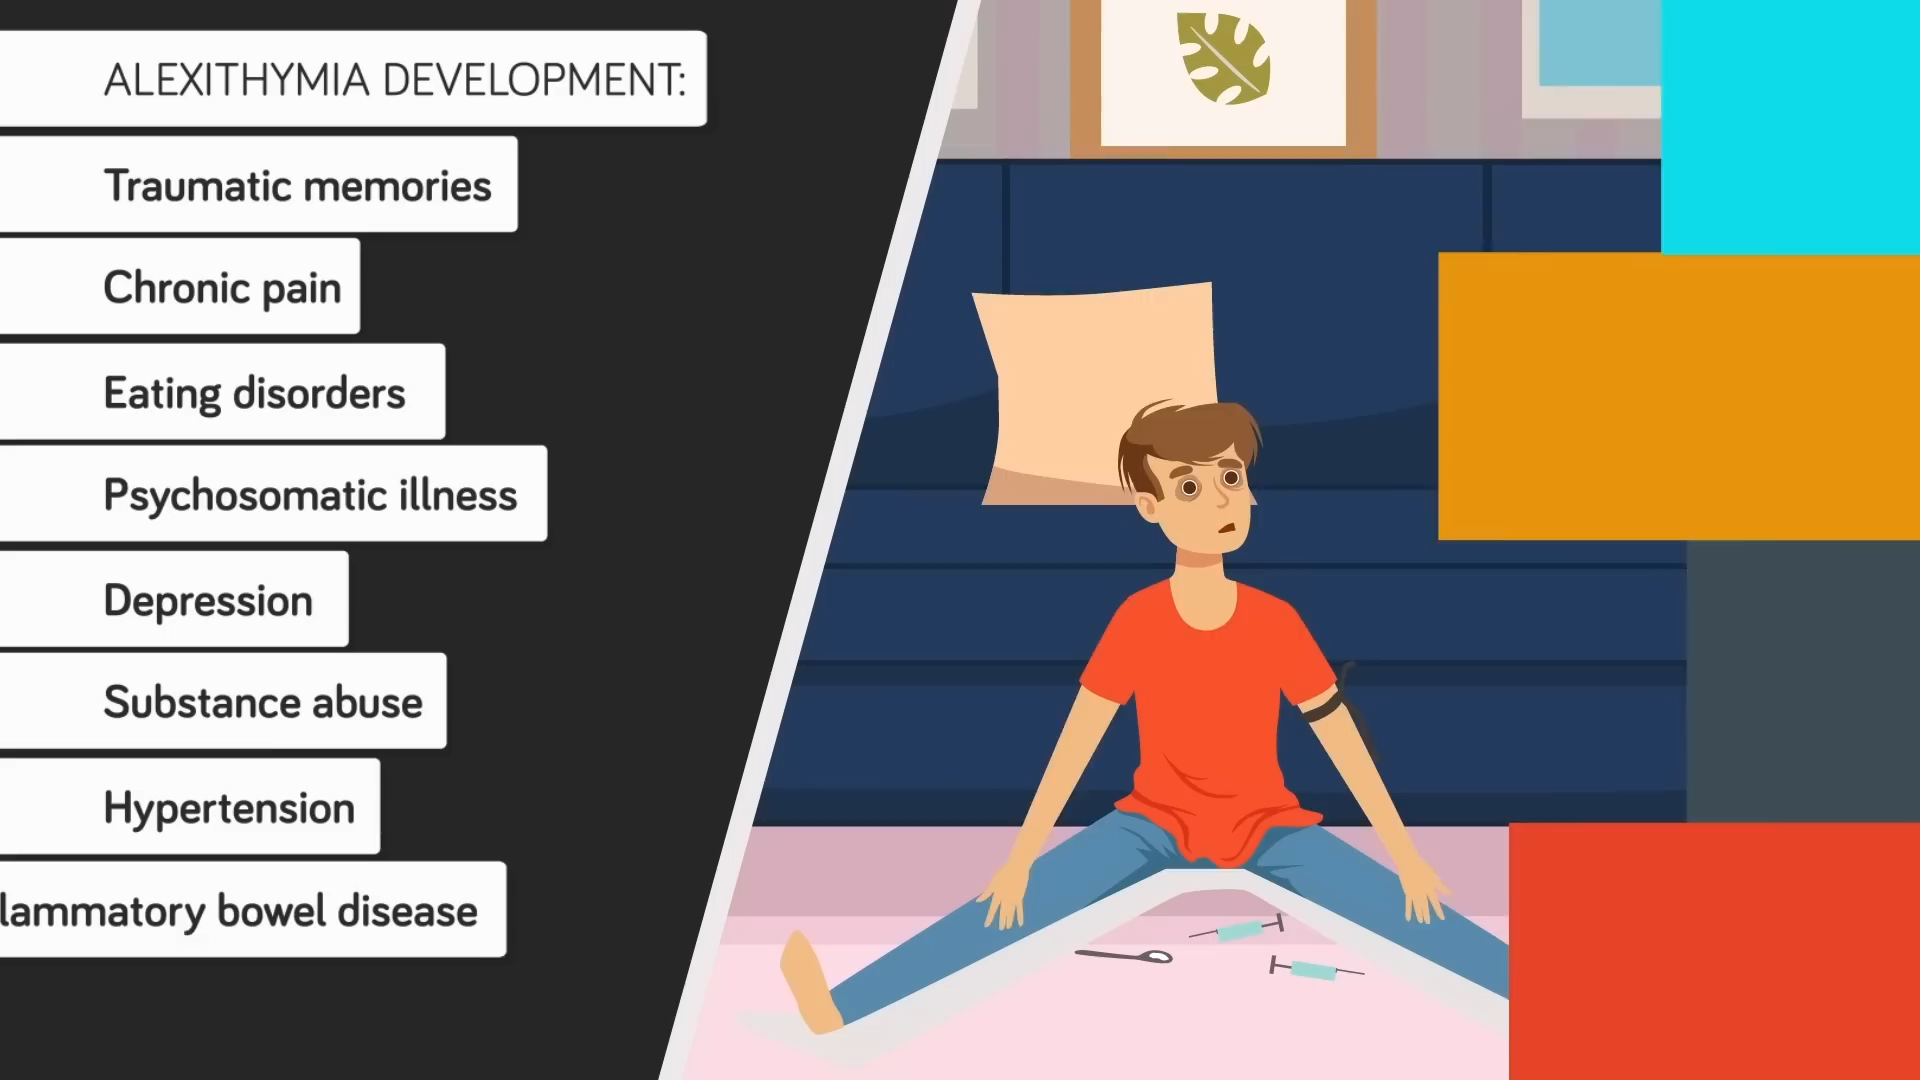 ALEXITHYMIA DEVELOPMENT:
Traumatic memories
Chronic pain
Eating disorders
Psychosomatic illness
Depression
Substance abuse
Hypertension
lammatory bowel disease